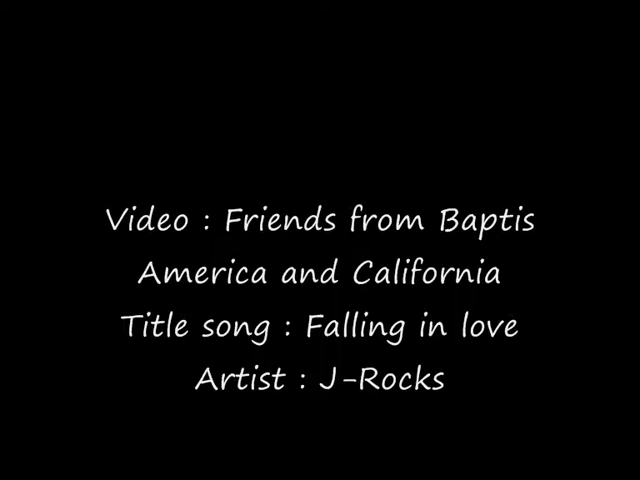 Video : Friends from Baptis
America and California
Title song : Falling in love
Artist : J-Rocks